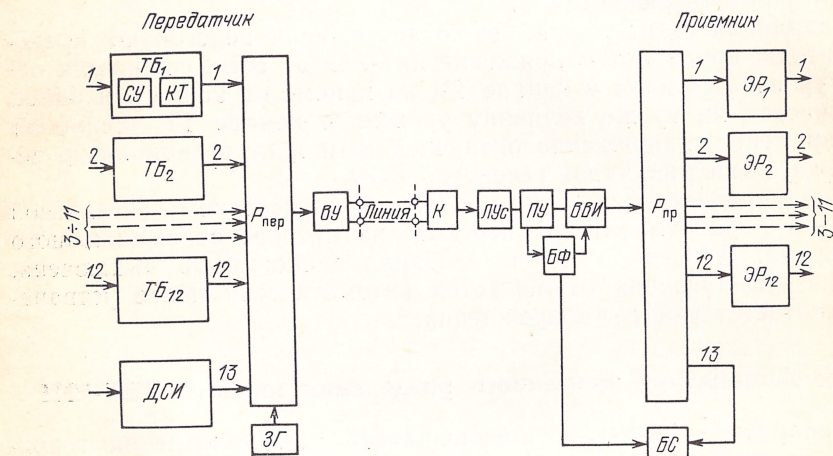 Передатчик
Приемник
1 ТБ₁ 1
СУ КТ
2 ТБ₂ 2
3÷11
12 ТБ₁₂ 12
ДСИ 13
Рпер
ЗГ
ВУ
Линия
К
ЛУс
ПУ
ВВИ
БФ
Рпр
1 ЭР₁ 1
2 ЭР₂ 2
3—11
12 ЭР₁₂
13
БС